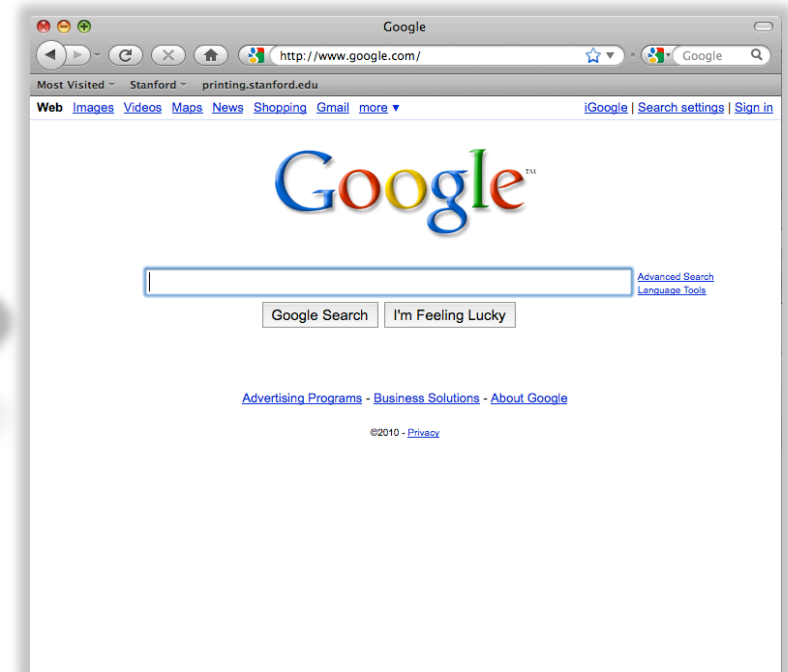 Google
http://www.google.com/ Google
Most Visited Stanford printing.stanford.edu
Web Images Videos Maps News Shopping Gmail more ▼ iGoogle | Search settings | Sign in
Google™
Advanced Search
Language Tools
Google Search I'm Feeling Lucky
Advertising Programs - Business Solutions - About Google
©2010 - Privacy